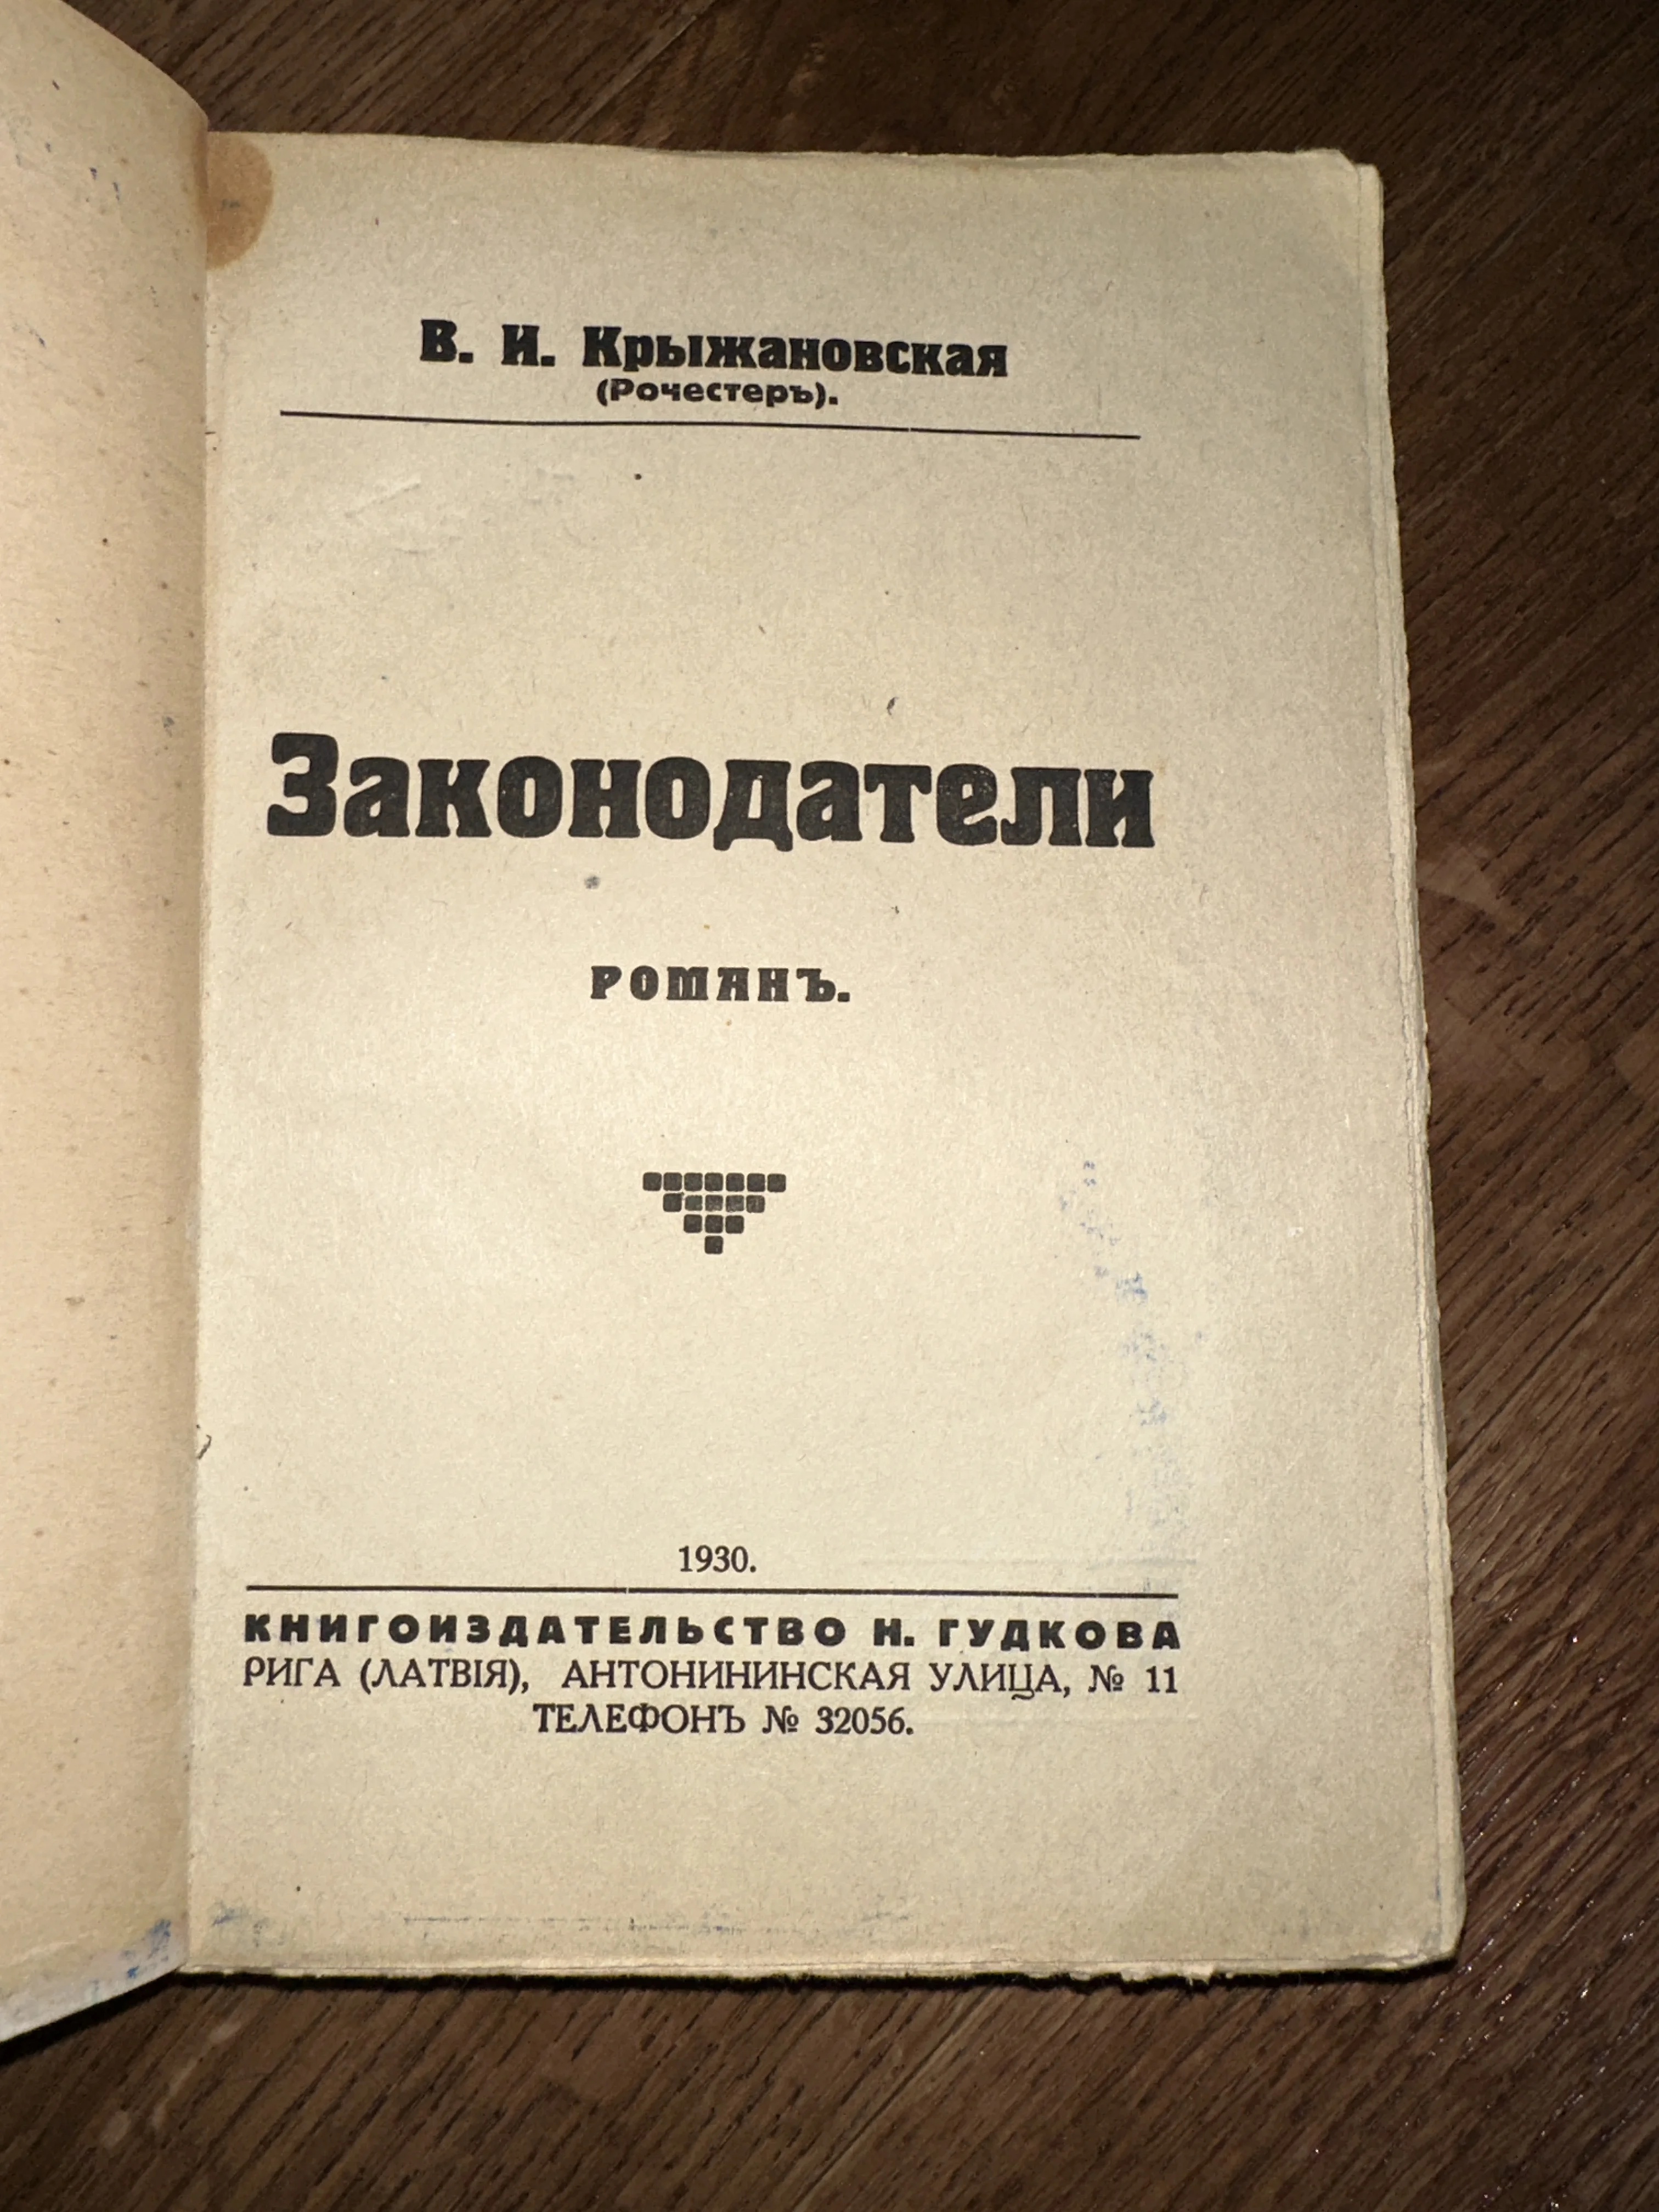 В. И. Крыжановская
(Рочестеръ).
Законодатели
РОМАНЪ.
1930.
КНИГОИЗДАТЕЛЬСТВО Н. ГУДКОВА
РИГА (ЛАТВІЯ), АНТОНИНИНСКАЯ УЛИЦА, № 11
ТЕЛЕФОНЪ № 32056.